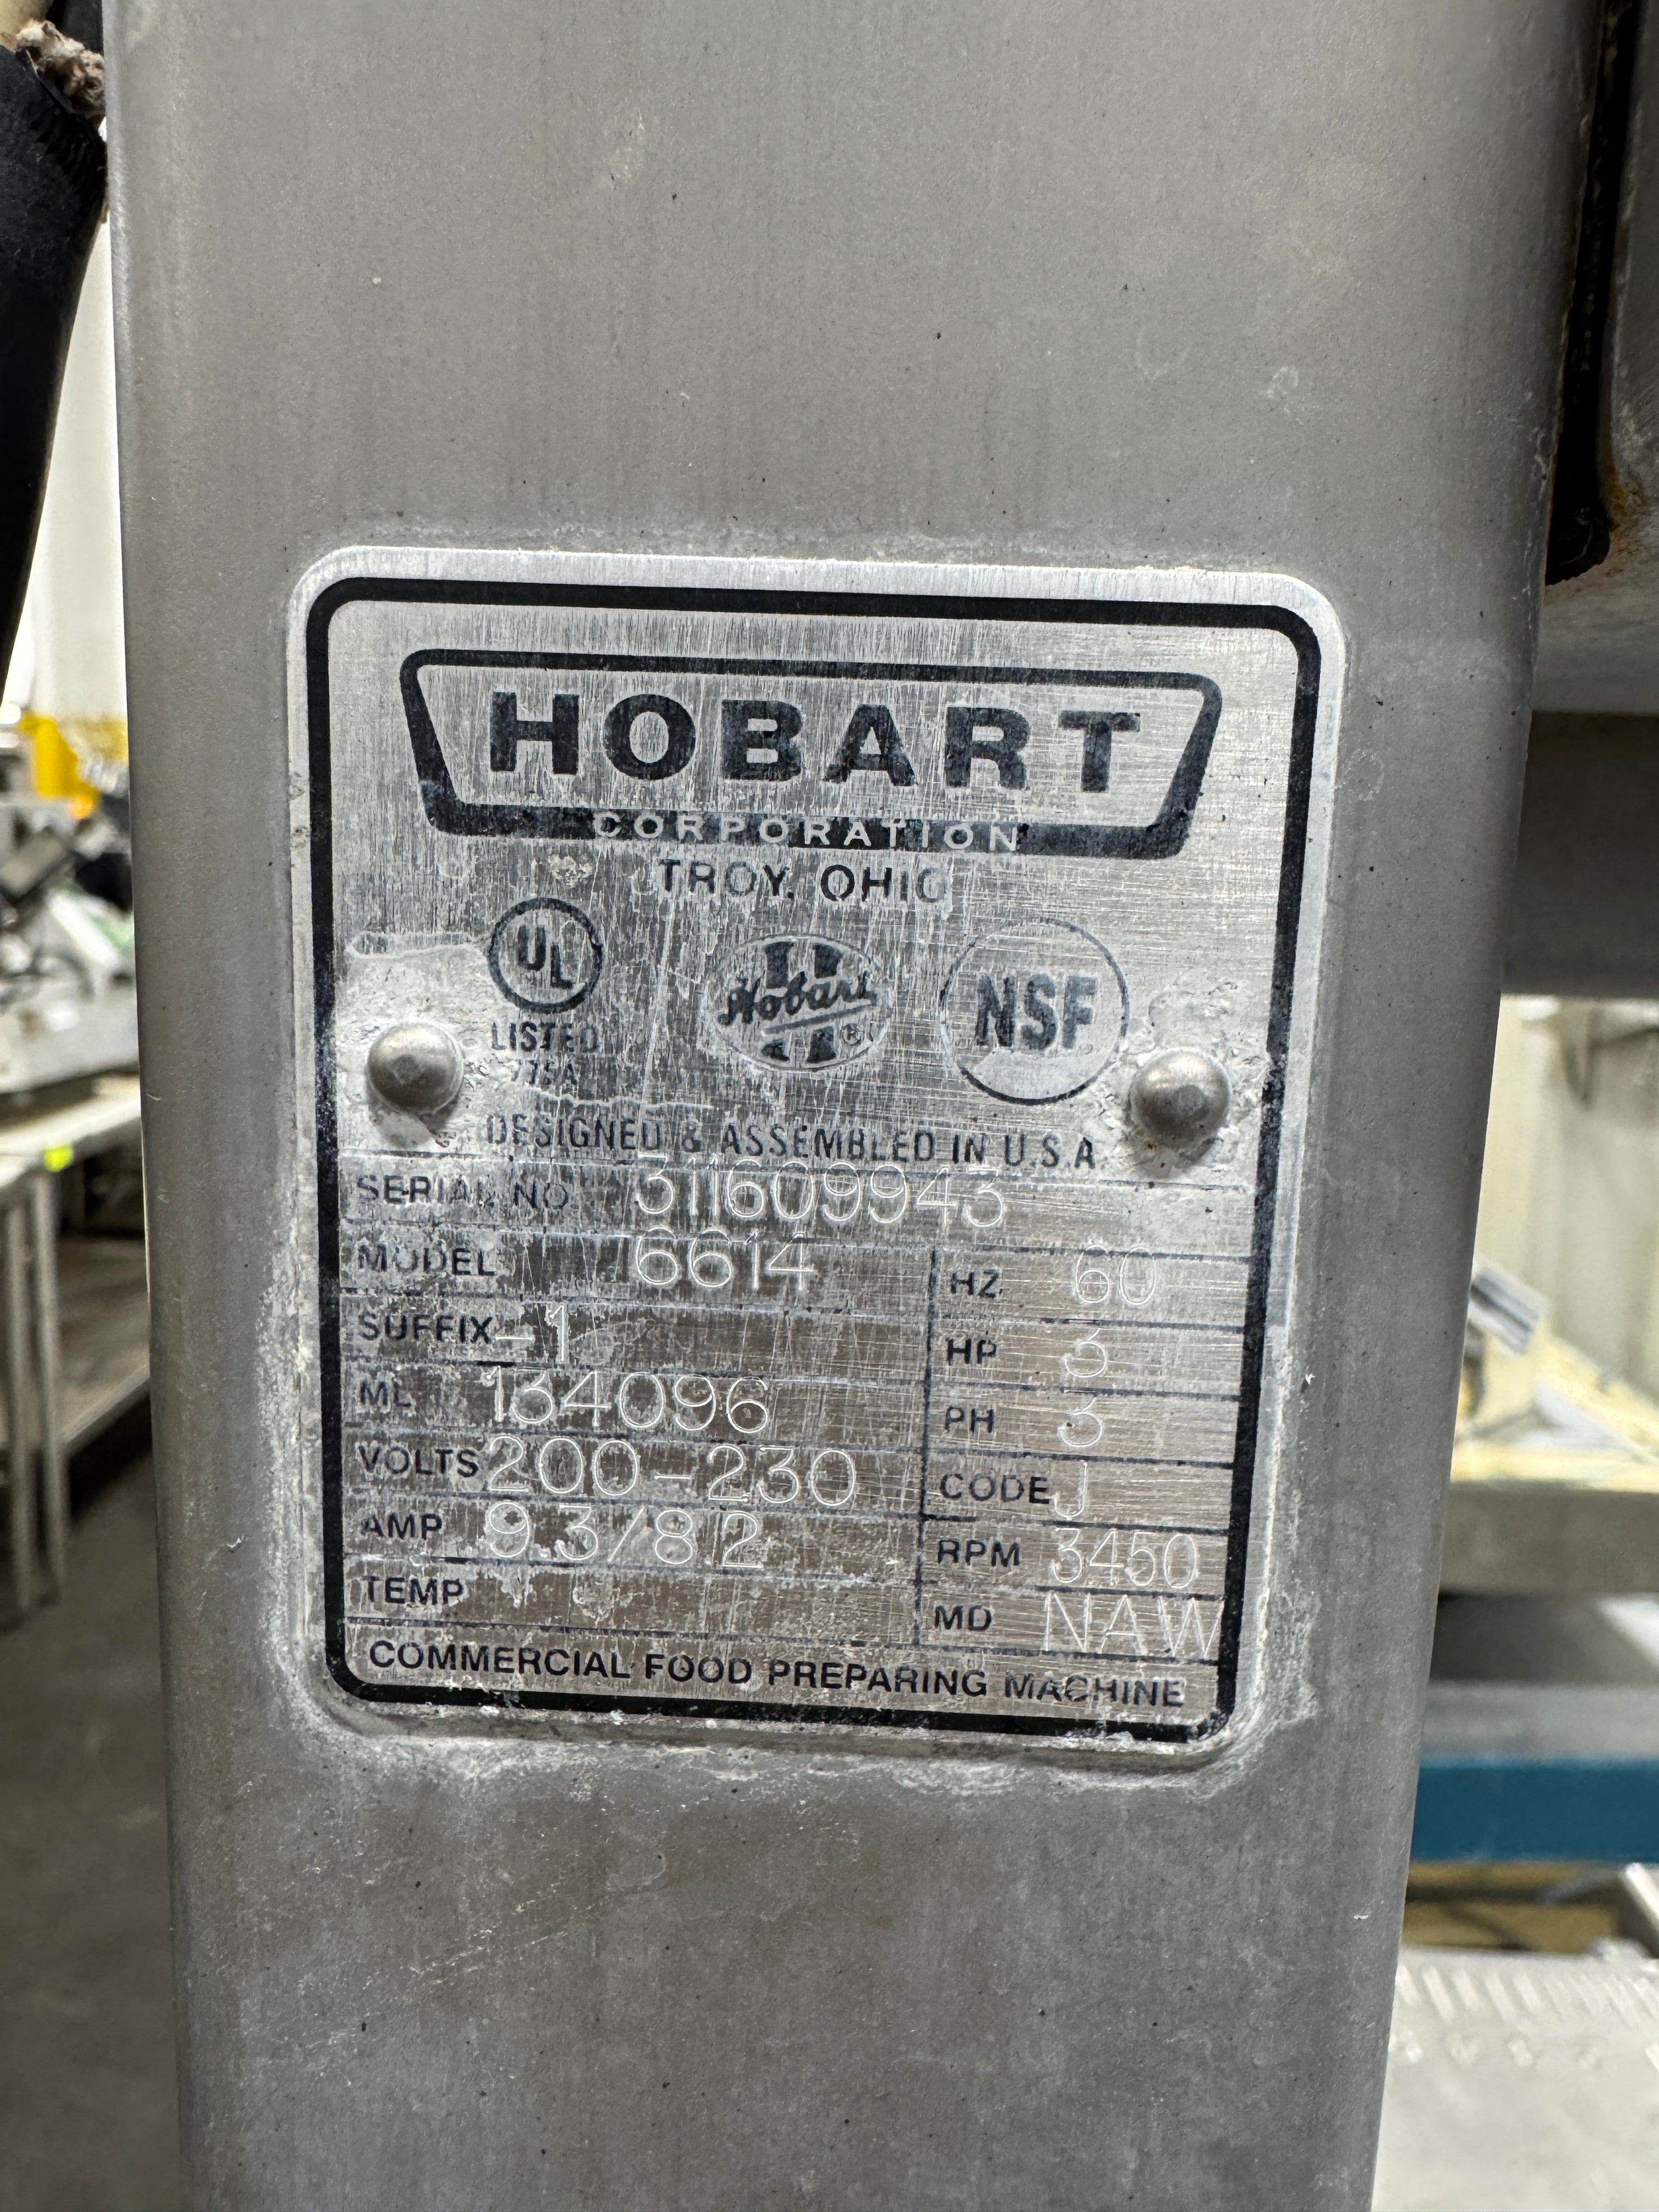 HOBART
CORPORATION
TROY, OHIO
UL
LISTED
Hobart ®
NSF
DESIGNED & ASSEMBLED IN U.S.A.
SERIAL NO. 311609943
MODEL 6614 HZ. 60
SUFFIX -1 HP 3
ML 134096 PH 3
VOLTS 200-230 CODE J
AMP 9.3/8.2 RPM 3450
TEMP MD NAW
COMMERCIAL FOOD PREPARING MACHINE